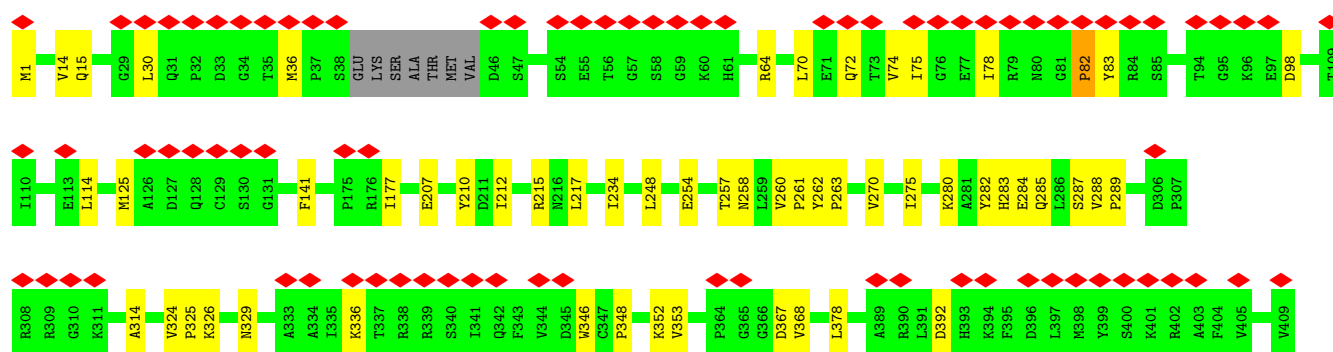 M1 V14 Q15 G29 L30 Q31 P32 D33 G34 T35 M36 P37 S38 GLU LYS SER ALA THR MET VAL D46 S47 S54 E55 T56 G57 S58 G59 K60 H61 R64 L70 E71 Q72 T73 V74 I75 G76 E77 I78 R79 N80 G81 P82 Y83 R84 S85 T94 G95 K96 E97 D98 T109
I110 E113 L114 M125 A126 D127 Q128 C129 S130 G131 F141 P175 R176 I177 E207 Y210 D211 I212 R215 N216 L217 I234 L248 E254 T257 N258 L259 V260 P261 Y262 P263 V270 I275 K280 A281 Y282 H283 E284 Q285 L286 S287 V288 P289 D306 P307
R308 R309 G310 K311 A314 V324 P325 K326 N329 A333 A334 I335 K336 T337 R338 R339 S340 I341 Q342 F343 V344 D345 W346 C347 P348 K352 V353 P364 G365 G366 D367 V368 L378 A389 R390 L391 D392 H393 K394 F395 D396 L397 M398 Y399 S400 K401 R402 A403 F404 V405 V409